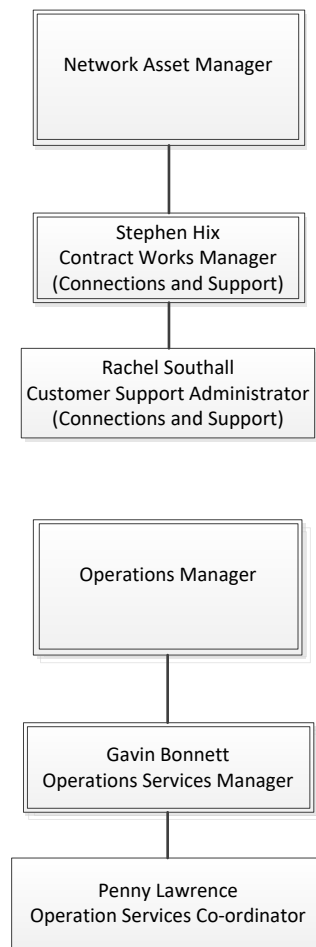 Network Asset Manager
Stephen Hix
Contract Works Manager
(Connections and Support)
Rachel Southall
Customer Support Administrator
(Connections and Support)
Operations Manager
Gavin Bonnett
Operations Services Manager
Penny Lawrence
Operation Services Co-ordinator